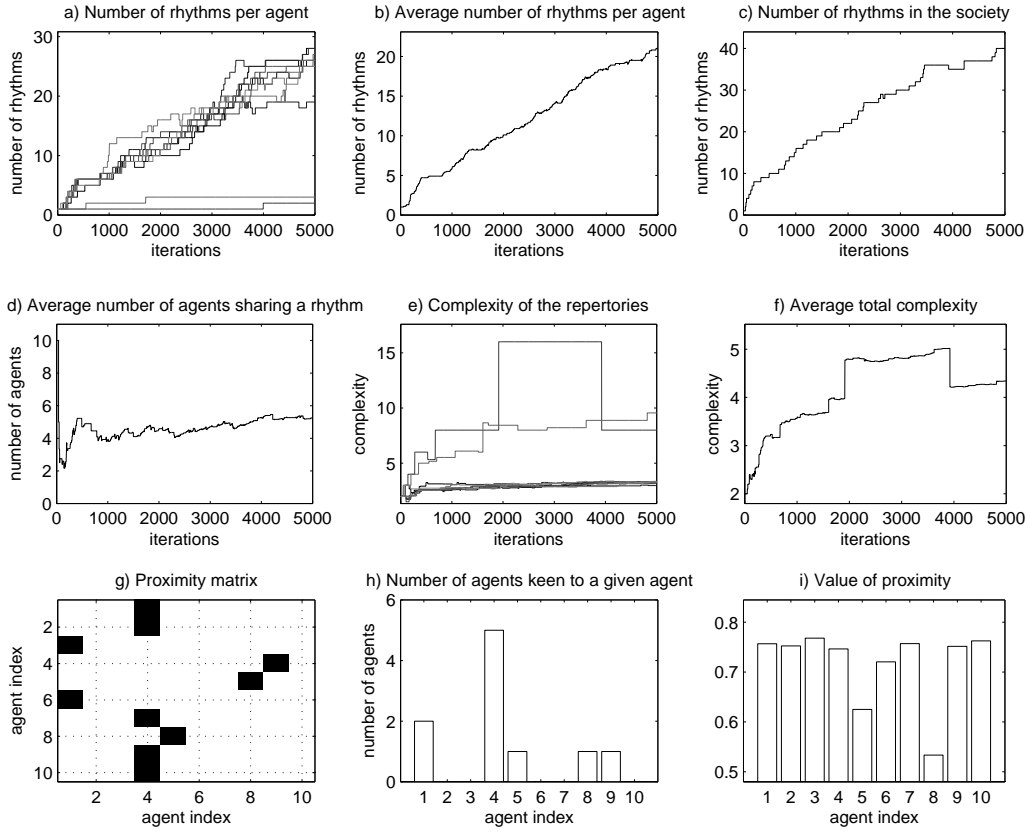 a) Number of rhythms per agent
30
20
10
0
number of rhythms
0 1000 2000 3000 4000 5000
iterations
b) Average number of rhythms per agent
20
15
10
5
0
number of rhythms
0 1000 2000 3000 4000 5000
iterations
c) Number of rhythms in the society
40
30
20
10
0
number of rhythms
0 1000 2000 3000 4000 5000
iterations
d) Average number of agents sharing a rhythm
10
8
6
4
2
0
number of agents
0 1000 2000 3000 4000 5000
iterations
e) Complexity of the repertories
15
10
5
complexity
0 1000 2000 3000 4000 5000
iterations
f) Average total complexity
5
4
3
2
complexity
0 1000 2000 3000 4000 5000
iterations
g) Proximity matrix
2
4
6
8
10
agent index
2 4 6 8 10
agent index
h) Number of agents keen to a given agent
6
4
2
0
number of agents
1 2 3 4 5 6 7 8 9 10
agent index
i) Value of proximity
0.8
0.7
0.6
0.5
1 2 3 4 5 6 7 8 9 10
agent index